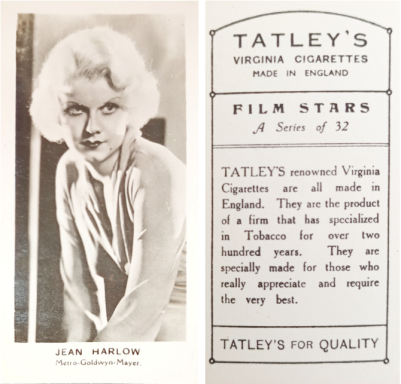 JEAN HARLOW
Metro-Goldwyn-Mayer.
TATLEY'S
VIRGINIA CIGARETTES
MADE IN ENGLAND
FILM STARS
A Series of 32
TATLEY'S renowned Virginia
Cigarettes are all made in
England. They are the product
of a firm that has specialized
in Tobacco for over two
hundred years. They are
specially made for those who
really appreciate and require
the very best.
TATLEY'S FOR QUALITY